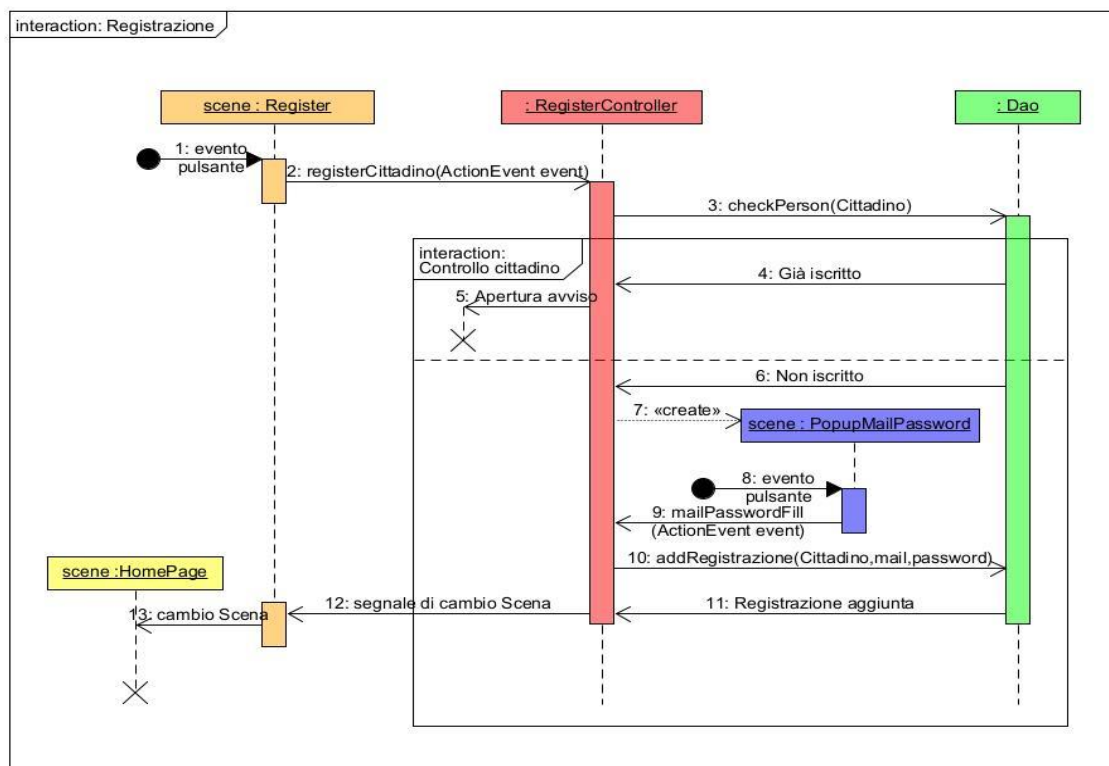 interaction: Registrazione
scene : Register
: RegisterController
: Dao
1: evento
pulsante
2: registerCittadino(ActionEvent event)
3: checkPerson(Cittadino)
interaction:
Controllo cittadino
4: Già iscritto
5: Apertura avviso
6: Non iscritto
7: «create»
scene : PopupMailPassword
8: evento
pulsante
9: mailPasswordFill
(ActionEvent event)
10: addRegistrazione(Cittadino,mail,password)
scene :HomePage
11: Registrazione aggiunta
12: segnale di cambio Scena
13: cambio Scena